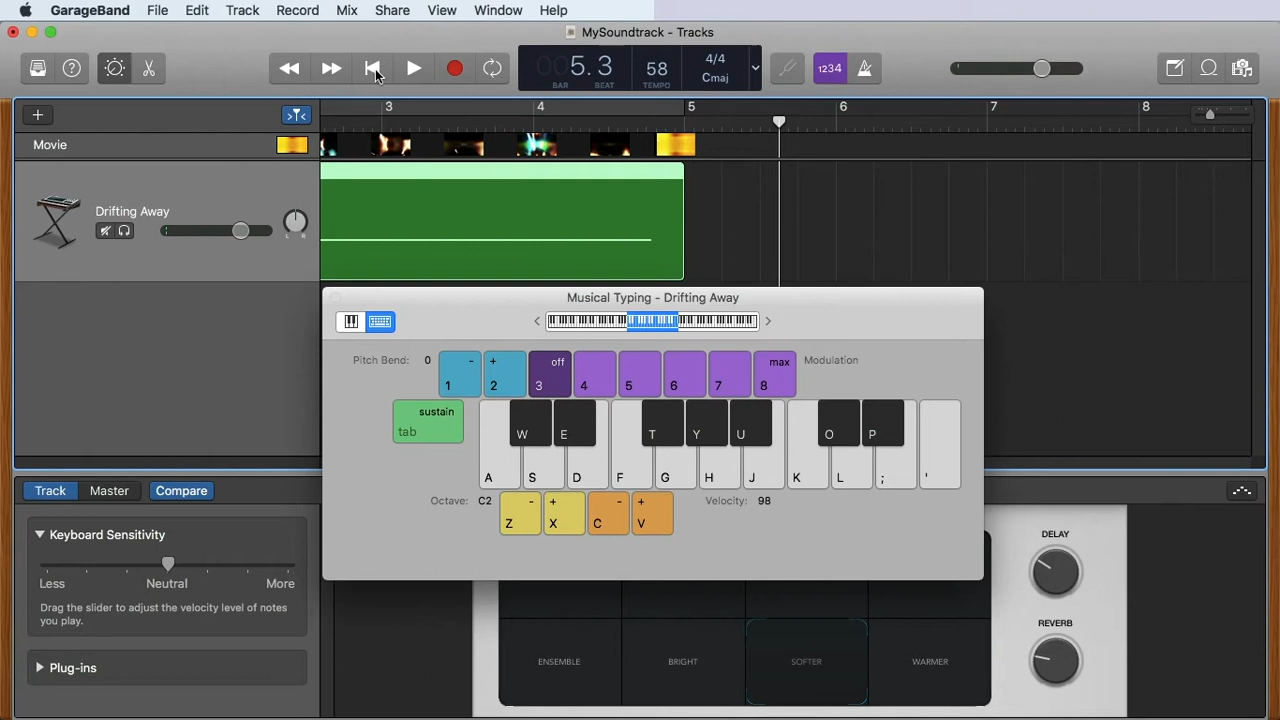 GarageBand File Edit Track Record Mix Share View Window Help
MySoundtrack - Tracks
005.3 58 4/4 Cmaj 1234
BAR BEAT TEMPO
3 4 5 6 7 8
Movie
Drifting Away
L R
Musical Typing - Drifting Away
Pitch Bend: 0 - + off max Modulation
1 2 3 4 5 6 7 8
sustain
tab
W E T Y U O P
A S D F G H J K L ; '
Octave: C2 - + - + Velocity: 98
Z X C V
Track Master Compare
Keyboard Sensitivity
Less Neutral More
Drag the slider to adjust the velocity level of notes
you play.
Plug-ins
DELAY
REVERB
ENSEMBLE BRIGHT SOFTER WARMER